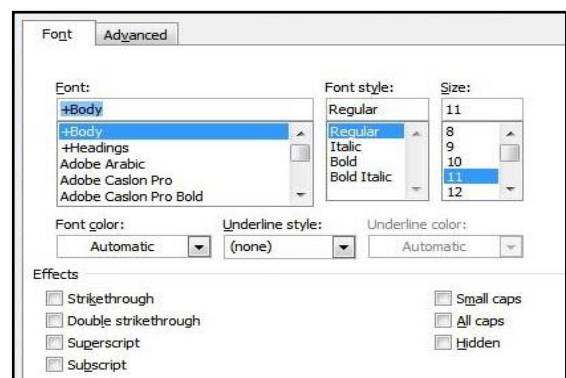 Font Advanced
Font: Font style: Size:
+Body Regular 11
+Body Regular 8
+Headings Italic 9
Adobe Arabic Bold 10
Adobe Caslon Pro Bold Italic 11
Adobe Caslon Pro Bold 12
Font color: Underline style: Underline color:
Automatic (none) Automatic
Effects
Strikethrough Small caps
Double strikethrough All caps
Superscript Hidden
Subscript